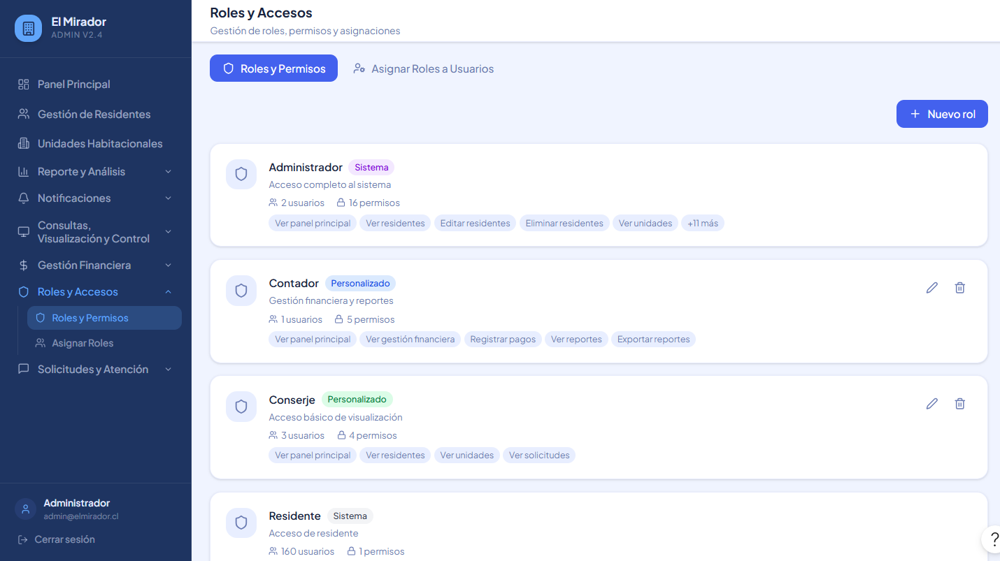 El Mirador
ADMIN V2.4
Panel Principal
Gestión de Residentes
Unidades Habitacionales
Reporte y Análisis
Notificaciones
Consultas,
Visualización y Control
Gestión Financiera
Roles y Accesos
Roles y Permisos
Asignar Roles
Solicitudes y Atención
Administrador
admin@elmirador.cl
Cerrar sesión
Roles y Accesos
Gestión de roles, permisos y asignaciones
Roles y Permisos Asignar Roles a Usuarios
+ Nuevo rol
Administrador Sistema
Acceso completo al sistema
2 usuarios 16 permisos
Ver panel principal Ver residentes Editar residentes Eliminar residentes Ver unidades +11 más
Contador Personalizado
Gestión financiera y reportes
1 usuarios 5 permisos
Ver panel principal Ver gestión financiera Registrar pagos Ver reportes Exportar reportes
Conserje Personalizado
Acceso básico de visualización
3 usuarios 4 permisos
Ver panel principal Ver residentes Ver unidades Ver solicitudes
Residente Sistema
Acceso de residente
160 usuarios 1 permisos
?